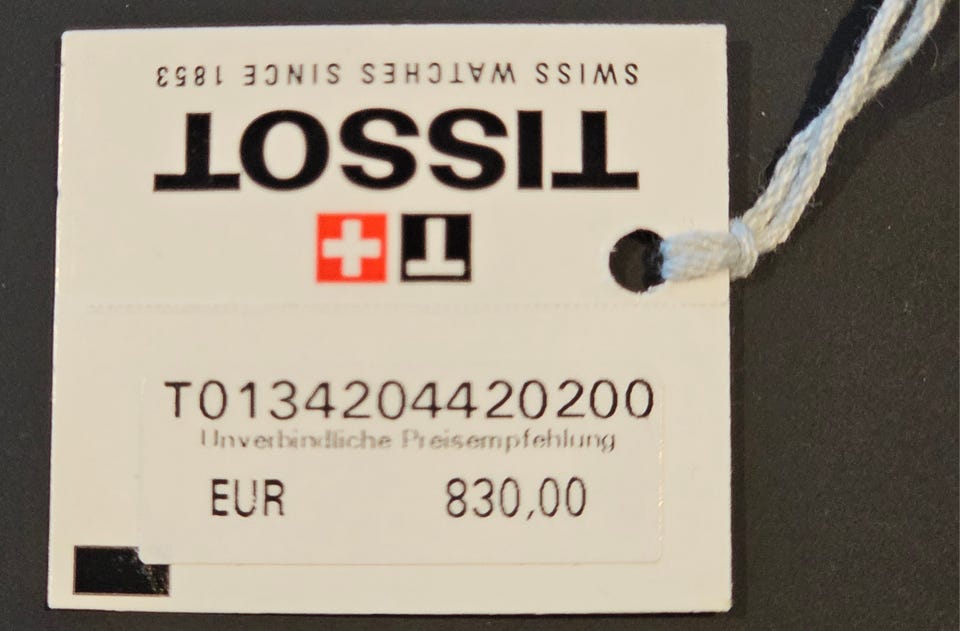 SWISS WATCHES SINCE 1853
TISSOT
T
T0134204420200
Unverbindliche Preisempfehlung
EUR 830,00